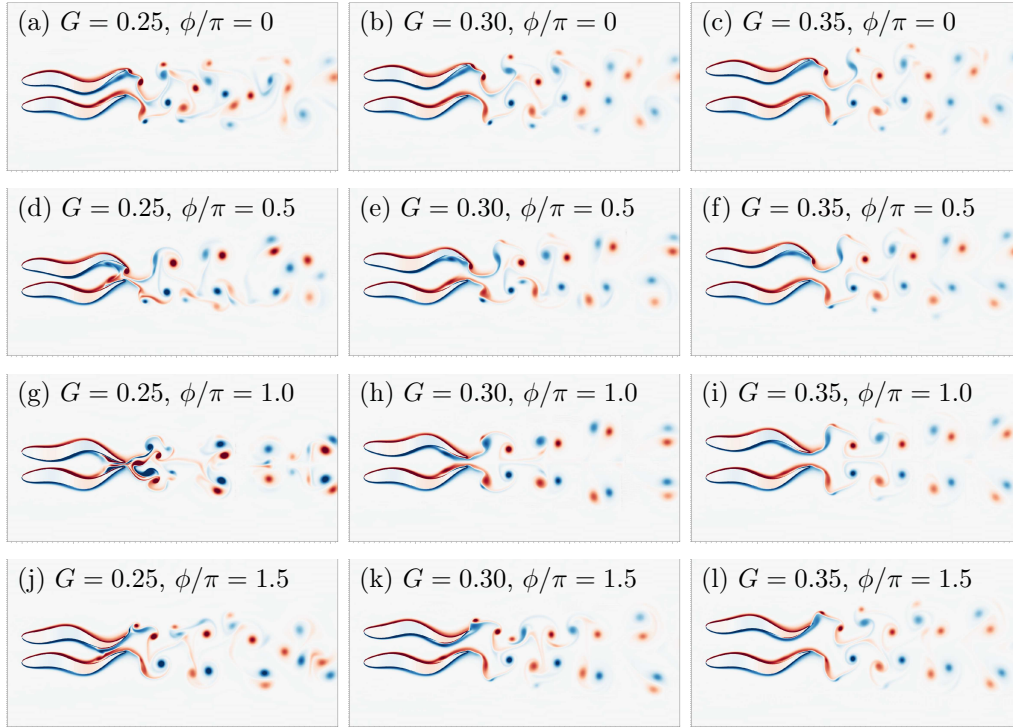 (a) G = 0.25, ϕ/π = 0
(b) G = 0.30, ϕ/π = 0
(c) G = 0.35, ϕ/π = 0
(d) G = 0.25, ϕ/π = 0.5
(e) G = 0.30, ϕ/π = 0.5
(f) G = 0.35, ϕ/π = 0.5
(g) G = 0.25, ϕ/π = 1.0
(h) G = 0.30, ϕ/π = 1.0
(i) G = 0.35, ϕ/π = 1.0
(j) G = 0.25, ϕ/π = 1.5
(k) G = 0.30, ϕ/π = 1.5
(l) G = 0.35, ϕ/π = 1.5